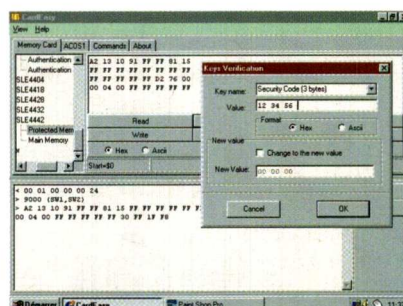 CardEasy
View Help
Memory Card ACOS1 Commands About
Authentication
Authentication
SLE4404
SLE4418
SLE4428
SLE4432
SLE4442
Protected Mem
Main Memory
A2 13 10 91 FF FF 81 15
FF FF FF FF FF FF FF FF
FF FF FF FF FF D2 76 00
00 04 00 FF FF FF FF FF
Read
Write
Hex Ascii
Start=$0
Keys Verification
Key name: Security Code (3 bytes)
Value: 12 34 56
Format
Hex Ascii
New value
Change to the new value
New Value: 00 00 00
Cancel OK
< 00 01 00 00 00 24
> 9000 (SW1,SW2)
> A2 13 10 91 FF FF 81 15 FF FF FF FF FF FF F
00 04 00 FF FF FF FF FF 30 FF 1F F8
Démarrer CardEasy Paint Shop Pro